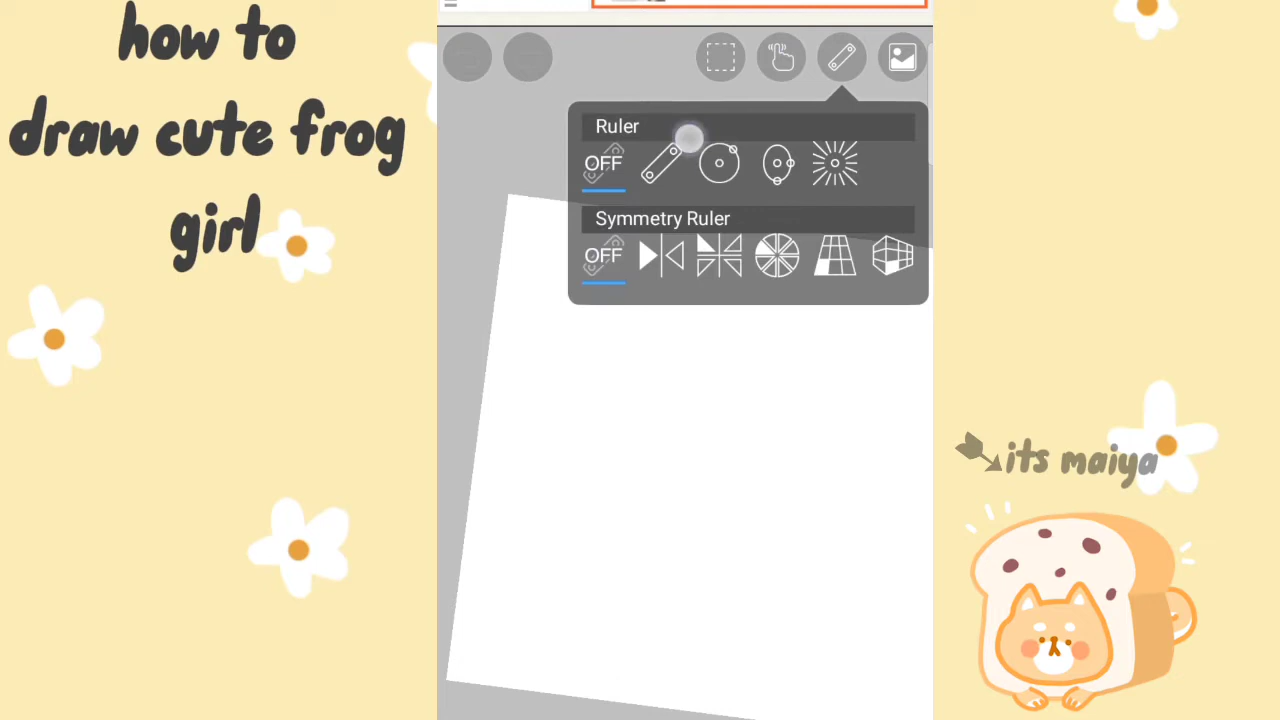 how to
draw cute frog
girl
Ruler
OFF
Symmetry Ruler
OFF
its maiya